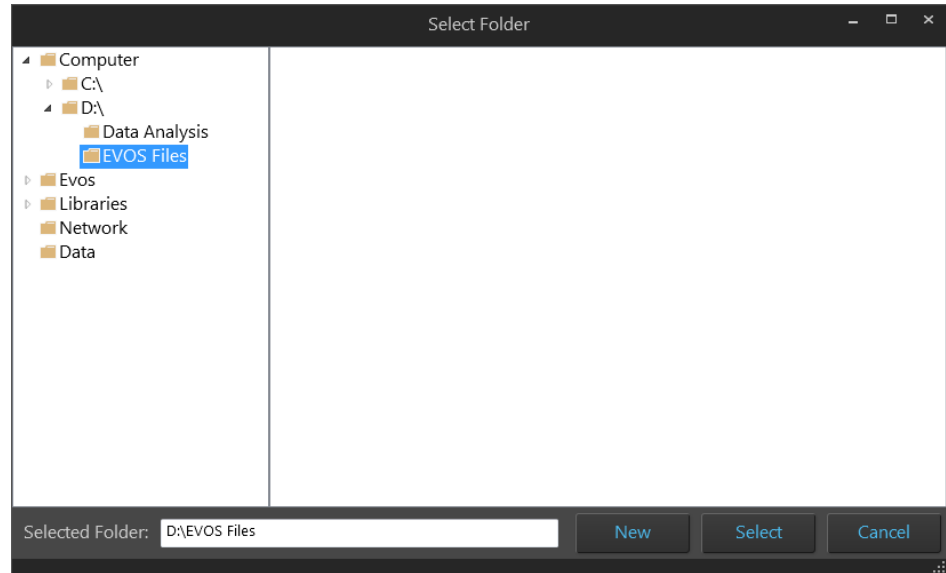 Select Folder
Computer
C:\
D:\
Data Analysis
EVOS Files
Evos
Libraries
Network
Data
Selected Folder: D:\EVOS Files New Select Cancel